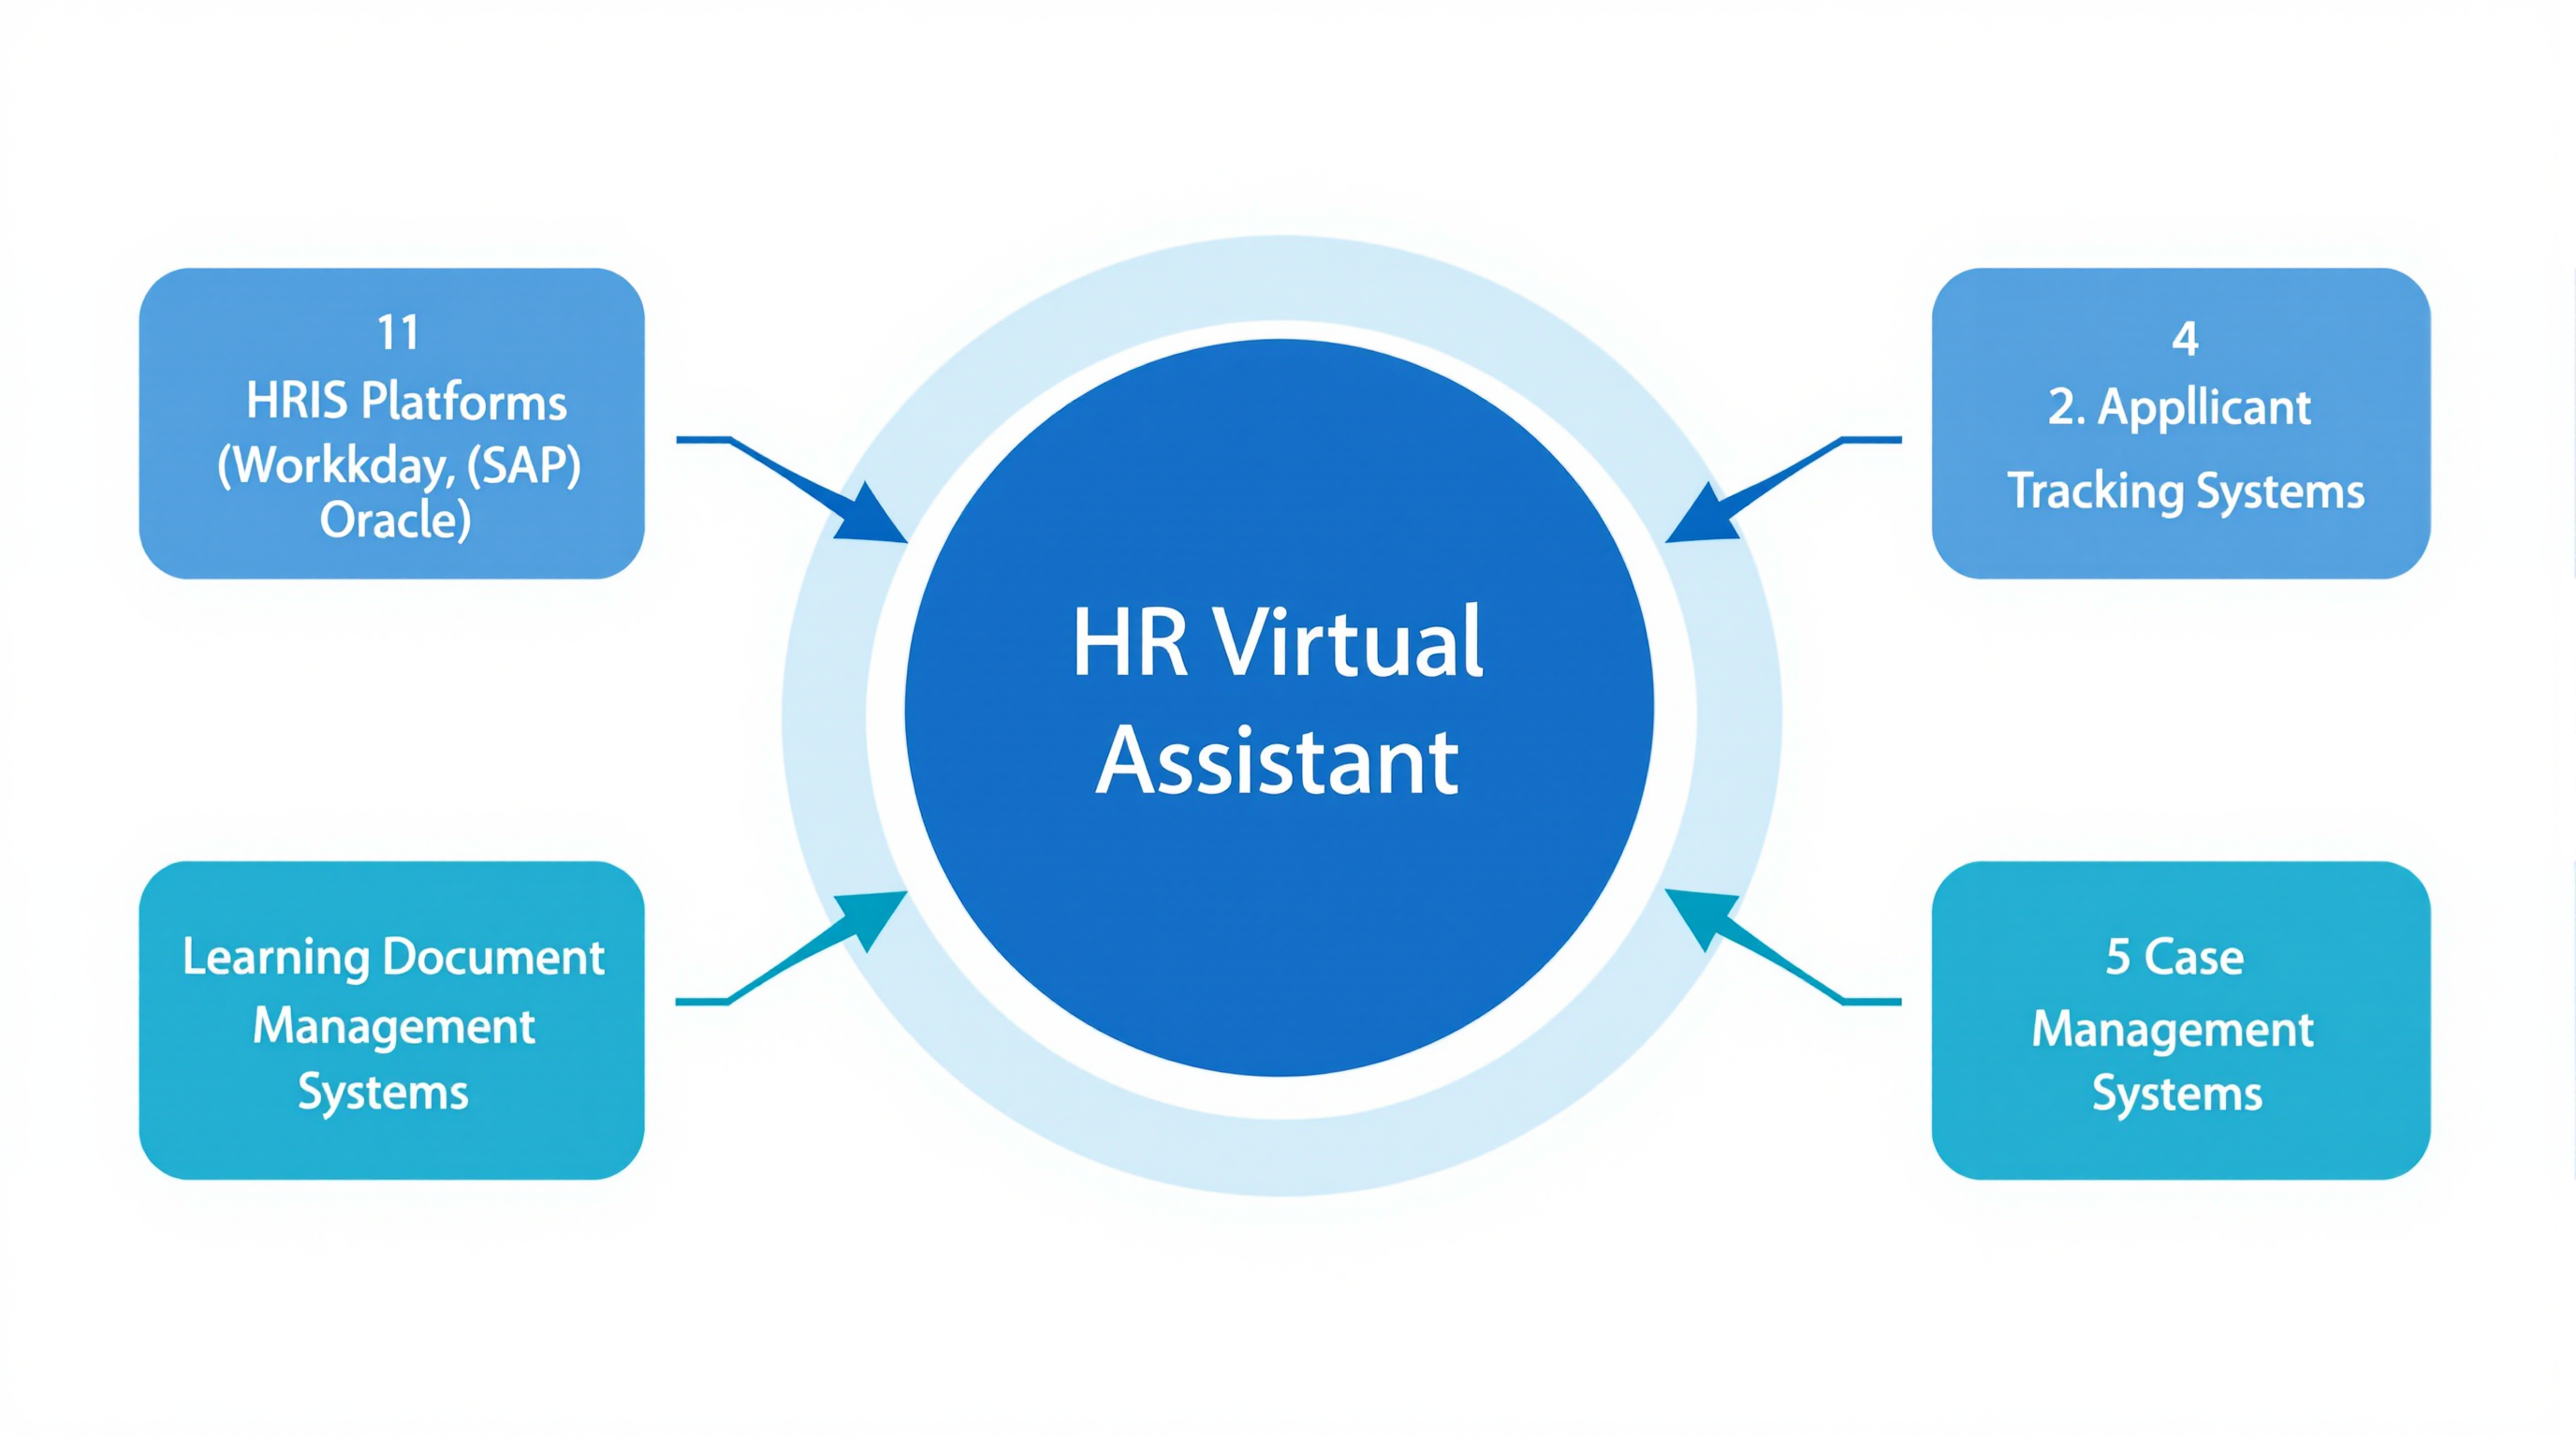 11
HRIS Platforms
(Workkday, (SAP)
Oracle)
4
2. Appllicant
Tracking Systems
HR Virtual
Assistant
Learning Document
Management
Systems
5 Case
Management
Systems